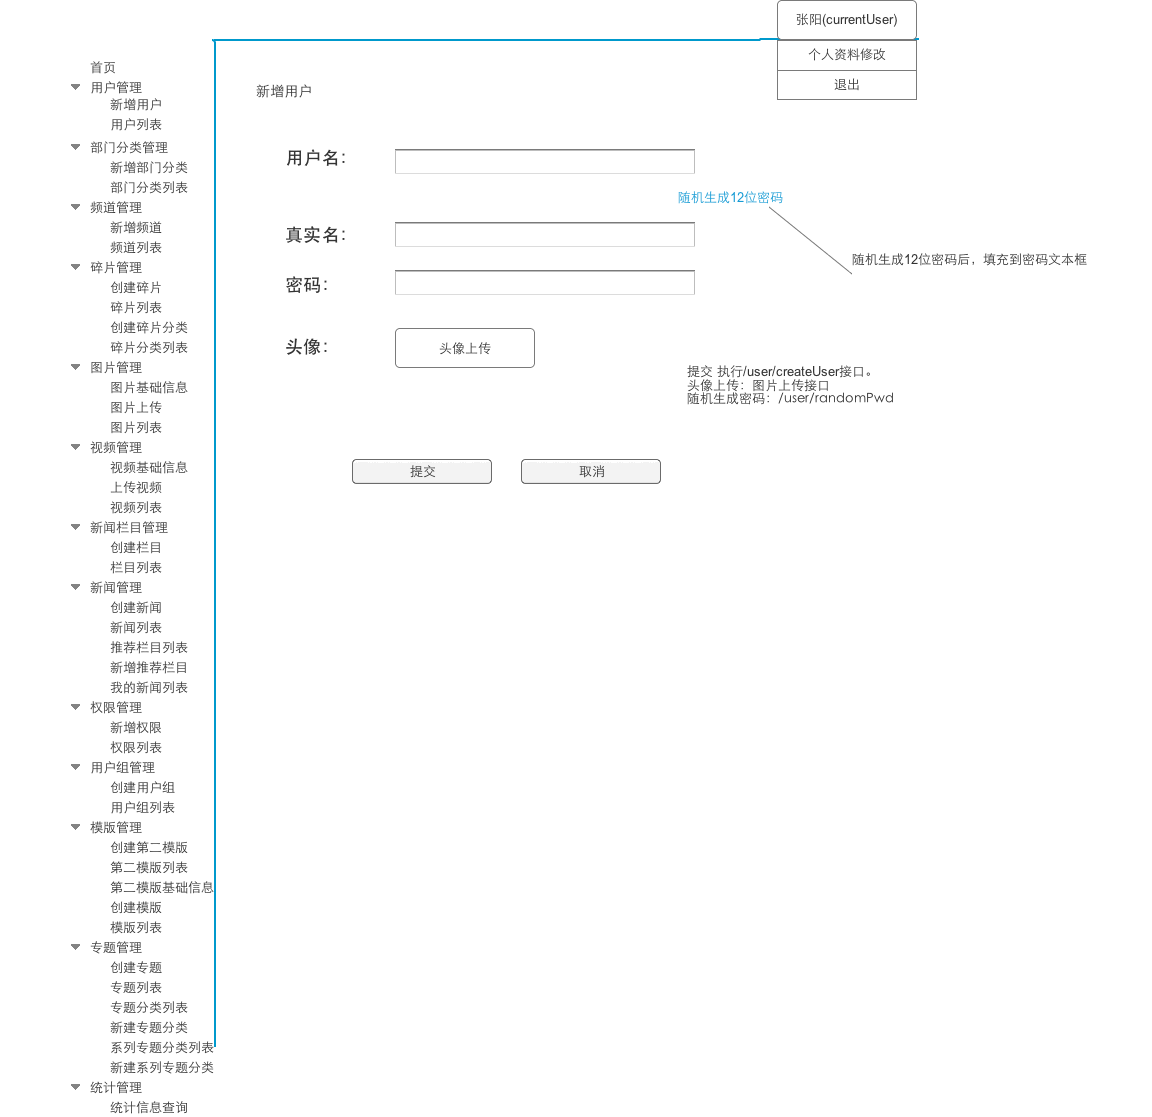 张阳(currentUser)
个人资料修改
退出
首页
用户管理
新增用户
用户列表
部门分类管理
新增部门分类
部门分类列表
频道管理
新增频道
频道列表
碎片管理
创建碎片
碎片列表
创建碎片分类
碎片分类列表
图片管理
图片基础信息
图片上传
图片列表
视频管理
视频基础信息
上传视频
视频列表
新闻栏目管理
创建栏目
栏目列表
新闻管理
创建新闻
新闻列表
推荐栏目列表
新增推荐栏目
我的新闻列表
权限管理
新增权限
权限列表
用户组管理
创建用户组
用户组列表
模版管理
创建第二模版
第二模版列表
第二模版基础信息
创建模版
模版列表
专题管理
创建专题
专题列表
专题分类列表
新建专题分类
系列专题分类列表
新建系列专题分类
统计管理
统计信息查询
新增用户
用户名：
随机生成12位密码
真实名：
随机生成12位密码后，填充到密码文本框
密码：
头像：
头像上传
提交 执行/user/createUser接口。
头像上传：图片上传接口
随机生成密码：/user/randomPwd
提交
取消